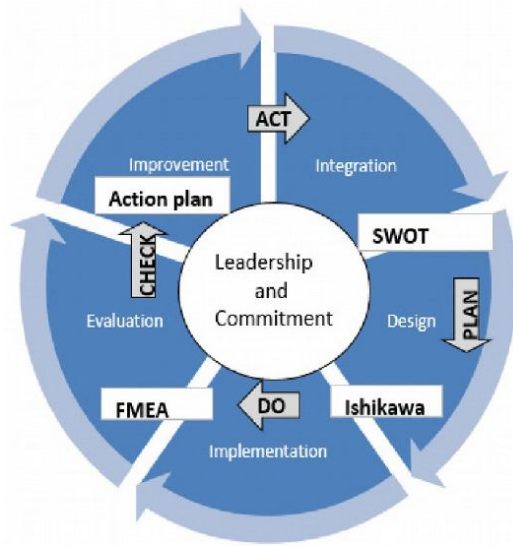 ACT
Improvement
Integration
Action plan
SWOT
CHECK
Leadership
and
Commitment
PLAN
Evaluation
Design
FMEA
DO
Ishikawa
Implementation